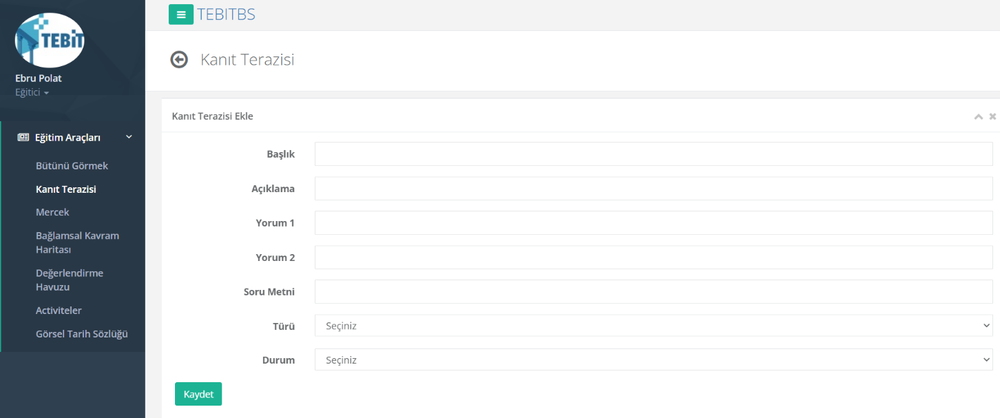 TEBİT
Ebru Polat
Eğitici
Eğitim Araçları
Bütünü Görmek
Kanıt Terazisi
Mercek
Bağlamsal Kavram
Haritası
Değerlendirme
Havuzu
Activiteler
Görsel Tarih Sözlüğü
TEBITBS
Kanıt Terazisi
Kanıt Terazisi Ekle
Başlık
Açıklama
Yorum 1
Yorum 2
Soru Metni
Türü Seçiniz
Durum Seçiniz
Kaydet